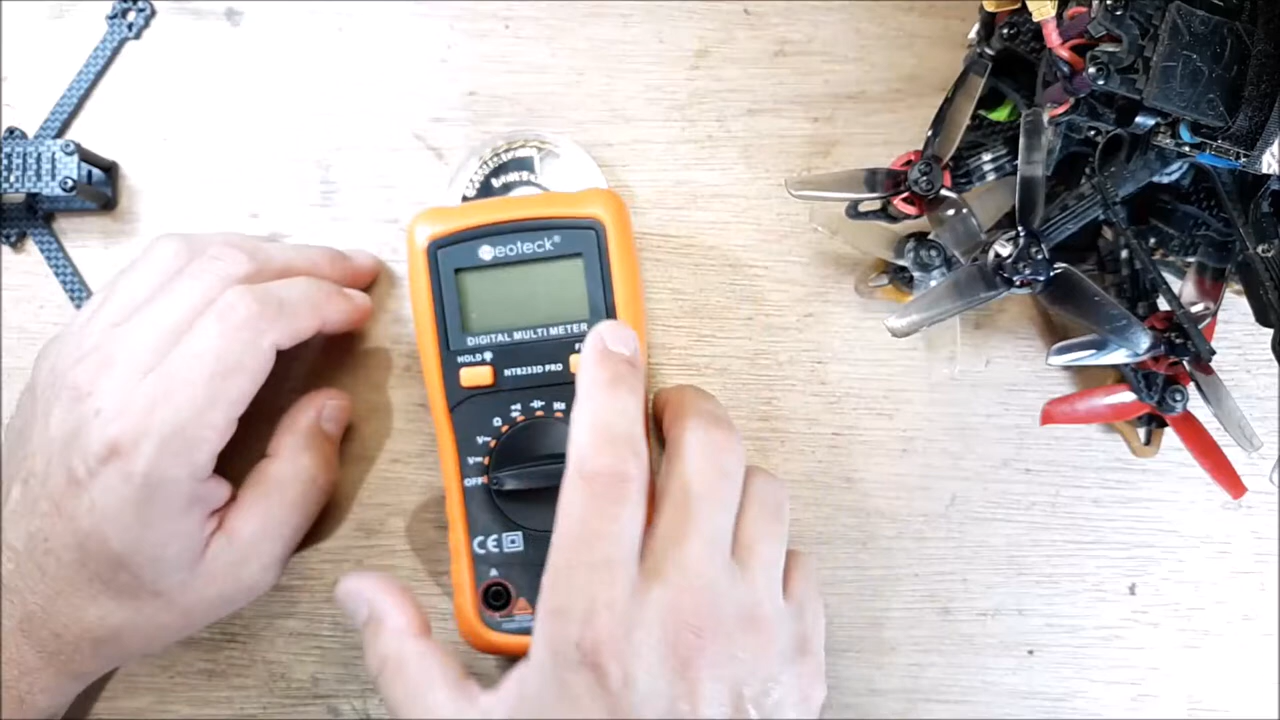 eoteck®
DIGITAL MULTI METER
HOLD
NT8233D PRO
Ω
Hz
V
V
OFF
CE
A